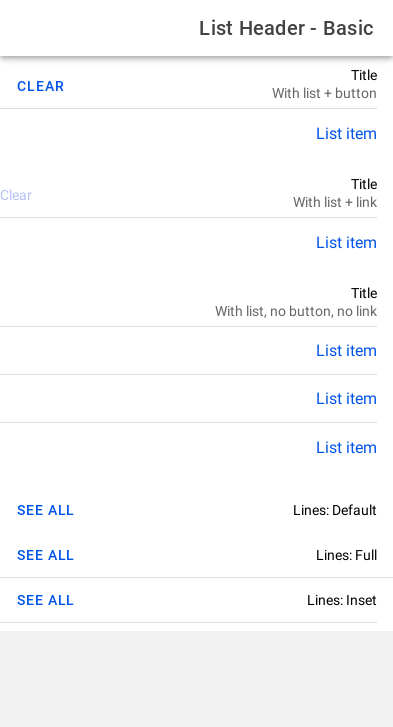 List Header - Basic
Title
With list + button
CLEAR
List item
Title
With list + link
Clear
List item
Title
With list, no button, no link
List item
List item
List item
Lines: Default
SEE ALL
Lines: Full
SEE ALL
Lines: Inset
SEE ALL